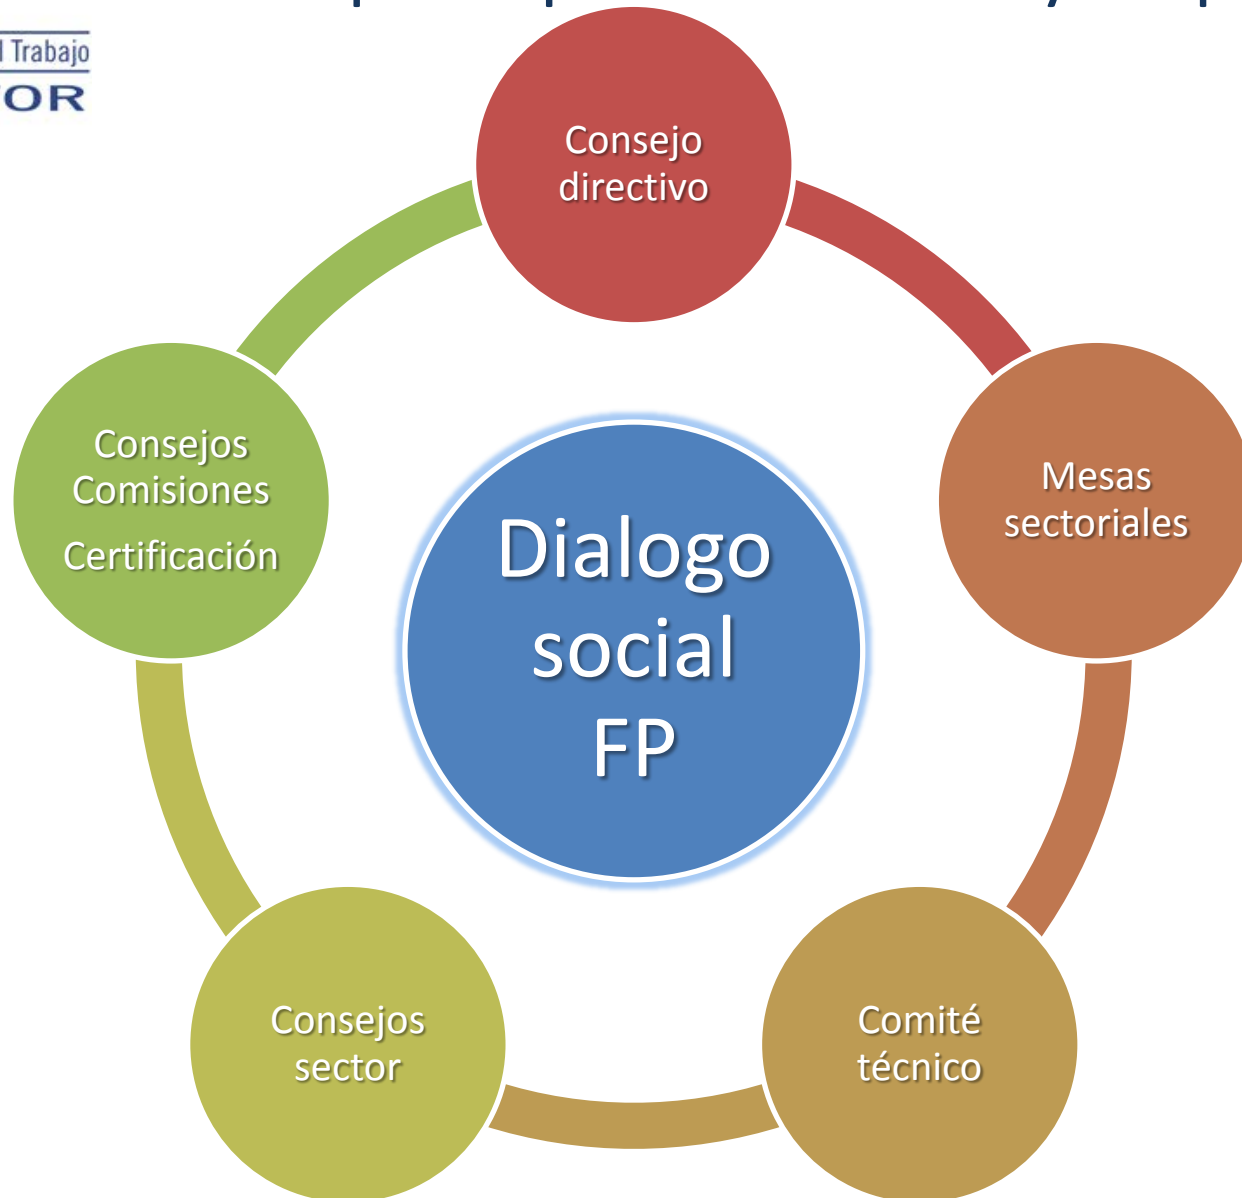 l Trabajo
OR
Consejo
directivo
Consejos
Comisiones
Certificación
Mesas
sectoriales
Dialogo
social
FP
Consejos
sector
Comité
técnico